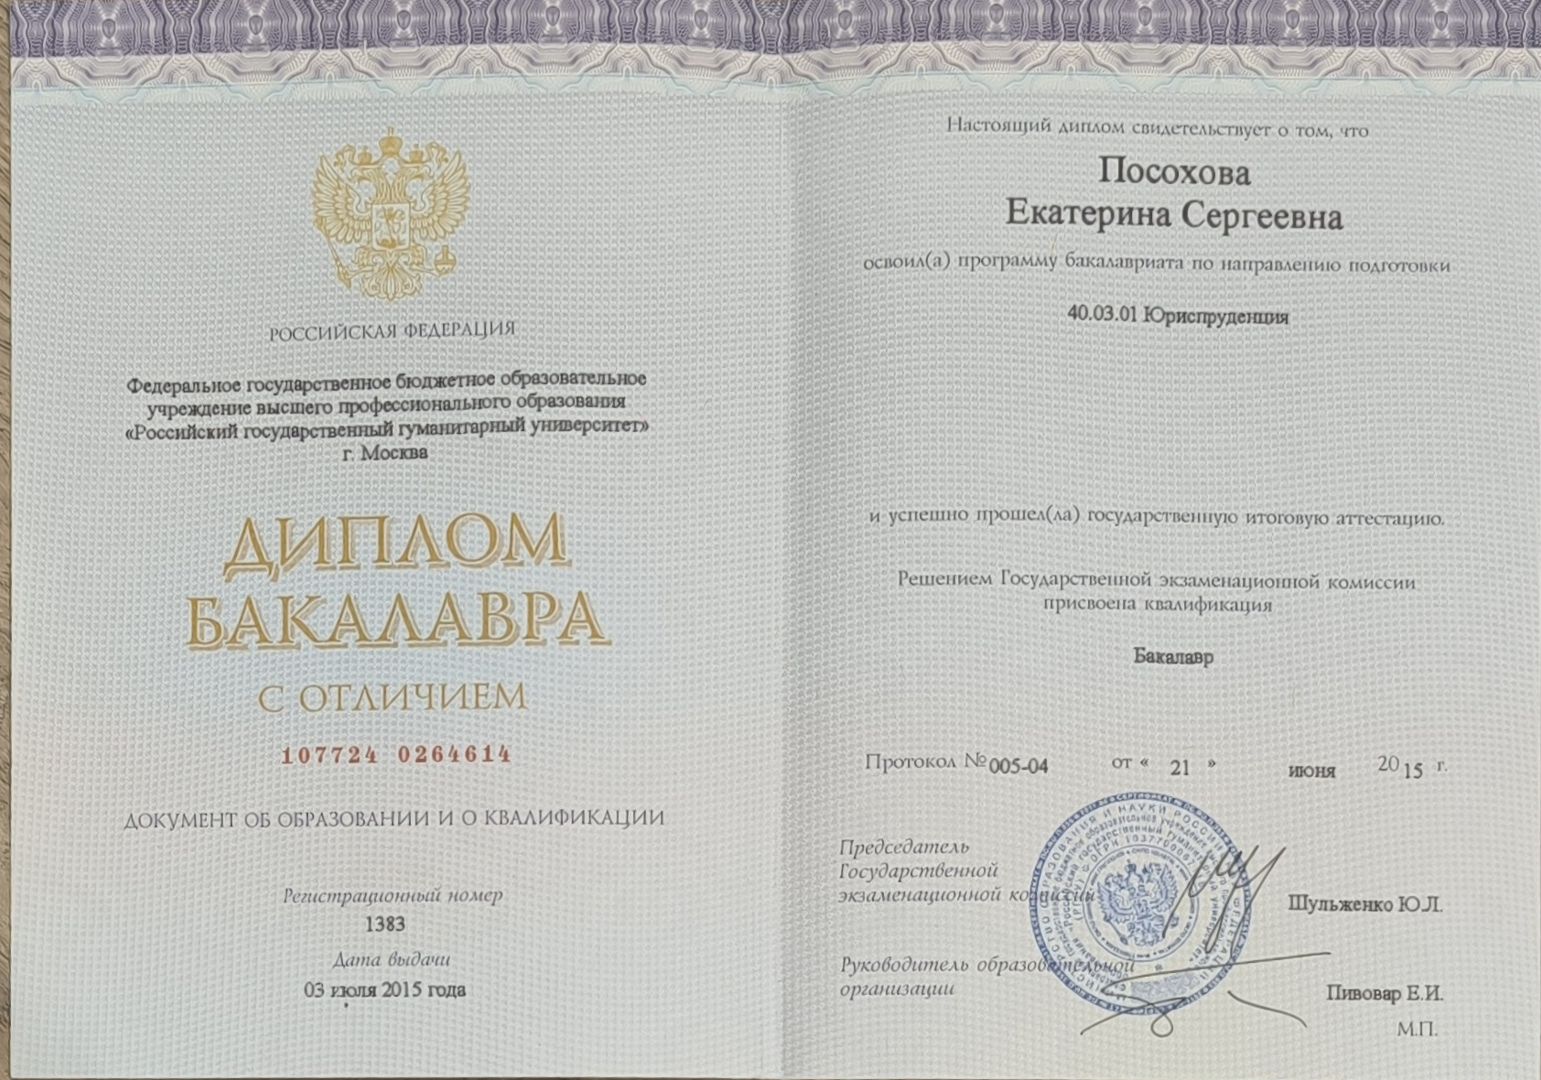 РОССИЙСКАЯ ФЕДЕРАЦИЯ
Федеральное государственное бюджетное образовательное
учреждение высшего профессионального образования
«Российский государственный гуманитарный университет»
г. Москва
ДИПЛОМ
БАКАЛАВРА
С ОТЛИЧИЕМ
107724 0264614
ДОКУМЕНТ ОБ ОБРАЗОВАНИИ И О КВАЛИФИКАЦИИ
Регистрационный номер
1383
Дата выдачи
03 июля 2015 года
Настоящий диплом свидетельствует о том, что
Посохова
Екатерина Сергеевна
освоил(а) программу бакалавриата по направлению подготовки
40.03.01 Юриспруденция
и успешно прошел(ла) государственную итоговую аттестацию.
Решением Государственной экзаменационной комиссии
присвоена квалификация
Бакалавр
Протокол № 005-04 от « 21 » июня 2015 г.
Председатель
Государственной
экзаменационной комиссии
Шульженко Ю.Л.
Руководитель образовательной
организации
Пивовар Е.И.
М.П.